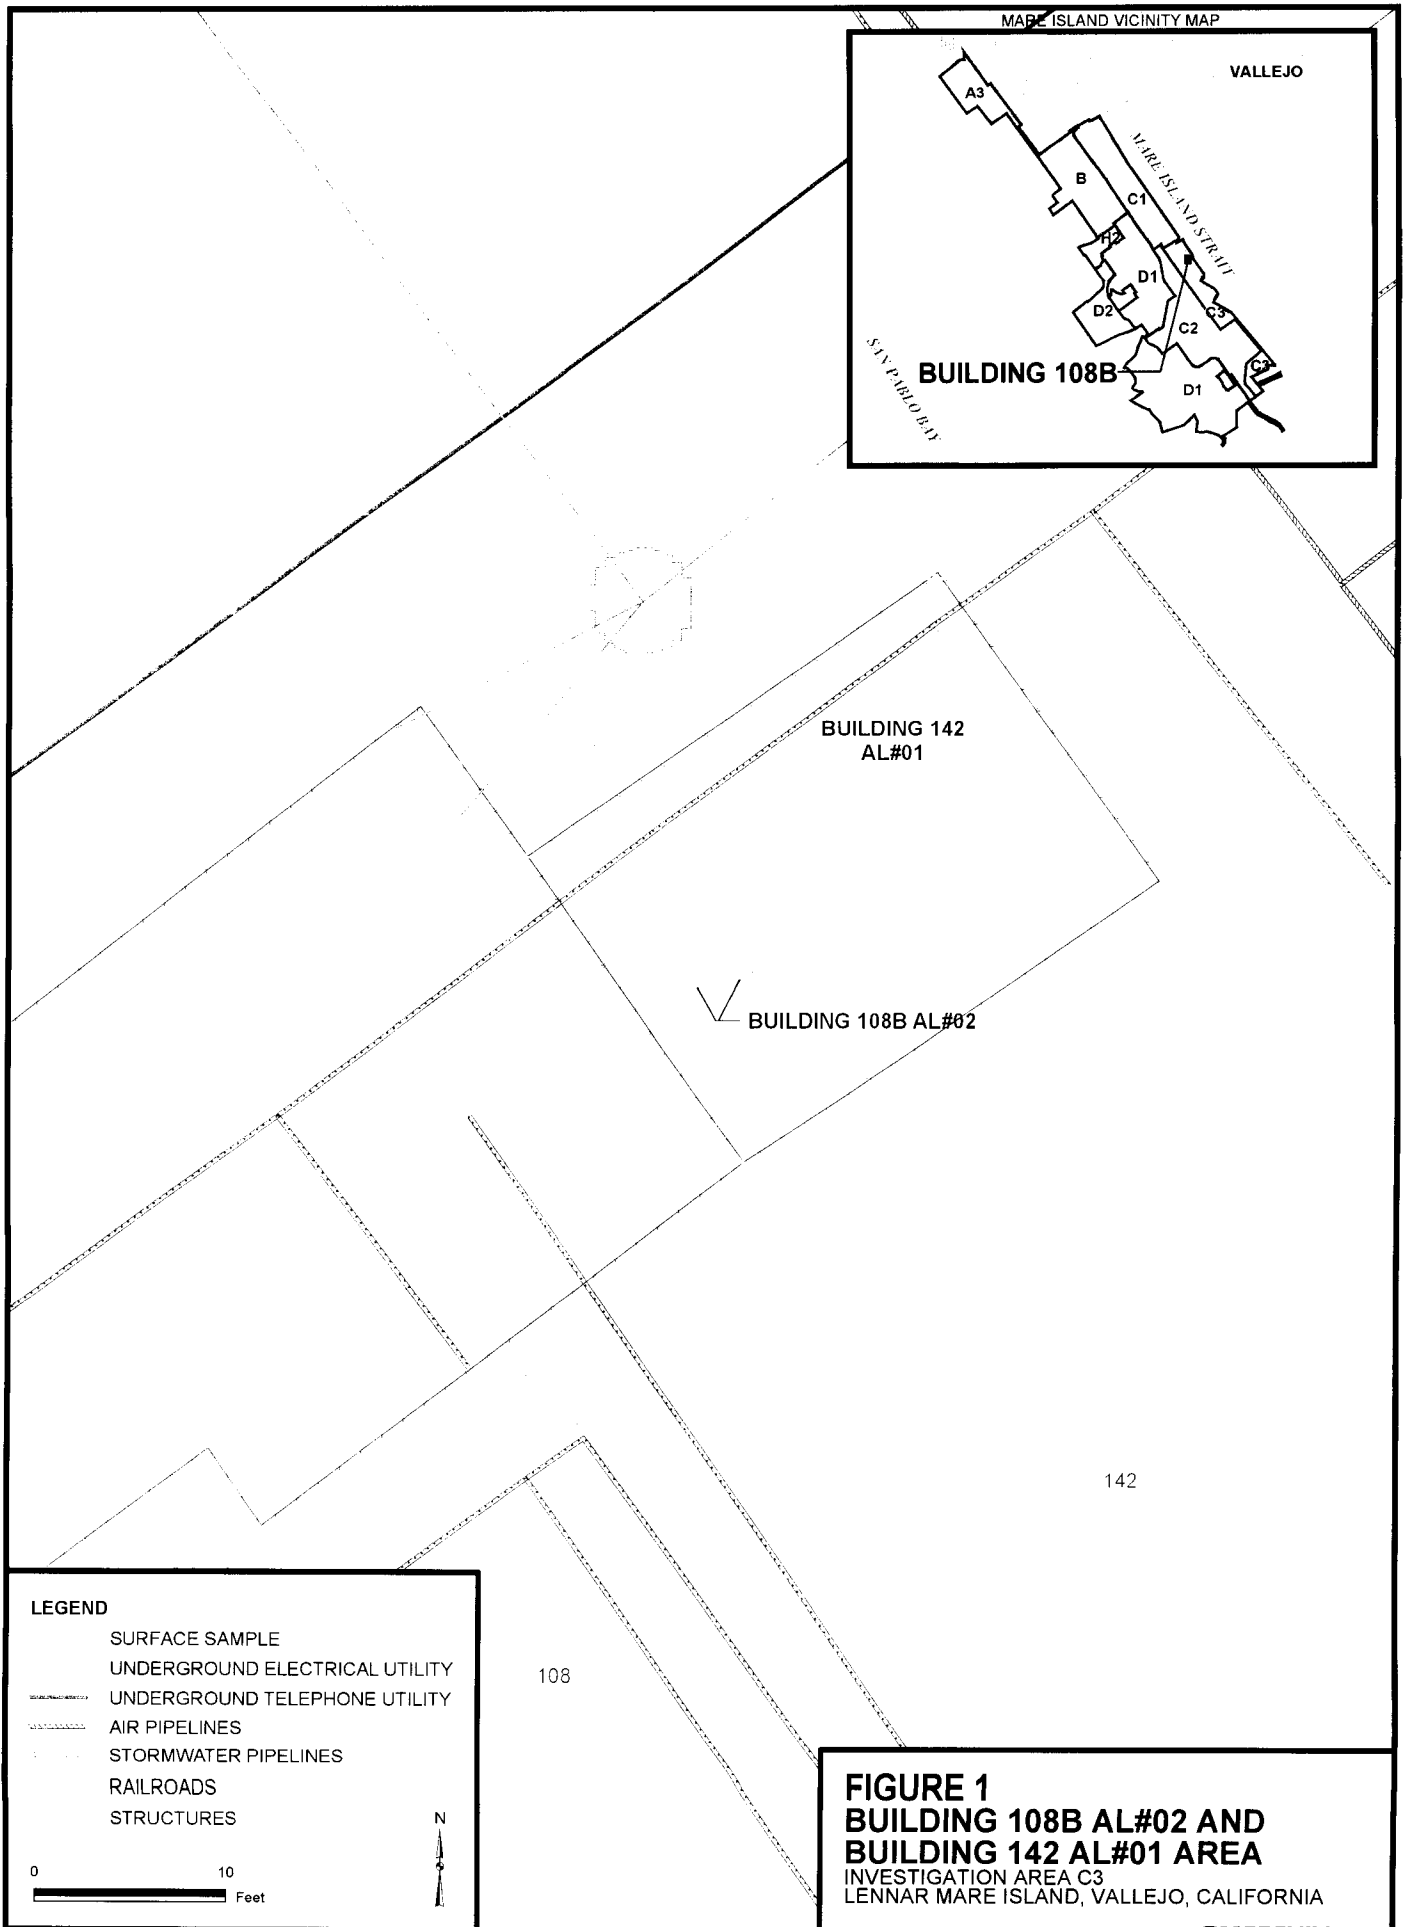 MARE ISLAND VICINITY MAP
VALLEJO
A3
B
C1
MARE ISLAND STRAIT
H2
D1
D2
C2
C3
SAN PABLO BAY
BUILDING 108B
C3
D1
BUILDING 142
AL#01
BUILDING 108B AL#02
142
108
LEGEND
SURFACE SAMPLE
UNDERGROUND ELECTRICAL UTILITY
UNDERGROUND TELEPHONE UTILITY
AIR PIPELINES
STORMWATER PIPELINES
RAILROADS
STRUCTURES
N
0 10
Feet
FIGURE 1
BUILDING 108B AL#02 AND
BUILDING 142 AL#01 AREA
INVESTIGATION AREA C3
LENNAR MARE ISLAND, VALLEJO, CALIFORNIA